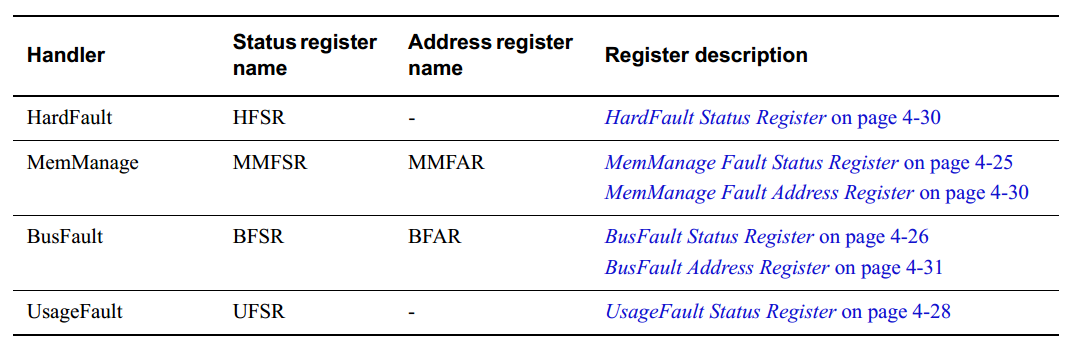 Handler Status register name Address register name Register description
HardFault HFSR - HardFault Status Register on page 4-30
MemManage MMFSR MMFAR MemManage Fault Status Register on page 4-25
MemManage Fault Address Register on page 4-30
BusFault BFSR BFAR BusFault Status Register on page 4-26
BusFault Address Register on page 4-31
UsageFault UFSR - UsageFault Status Register on page 4-28